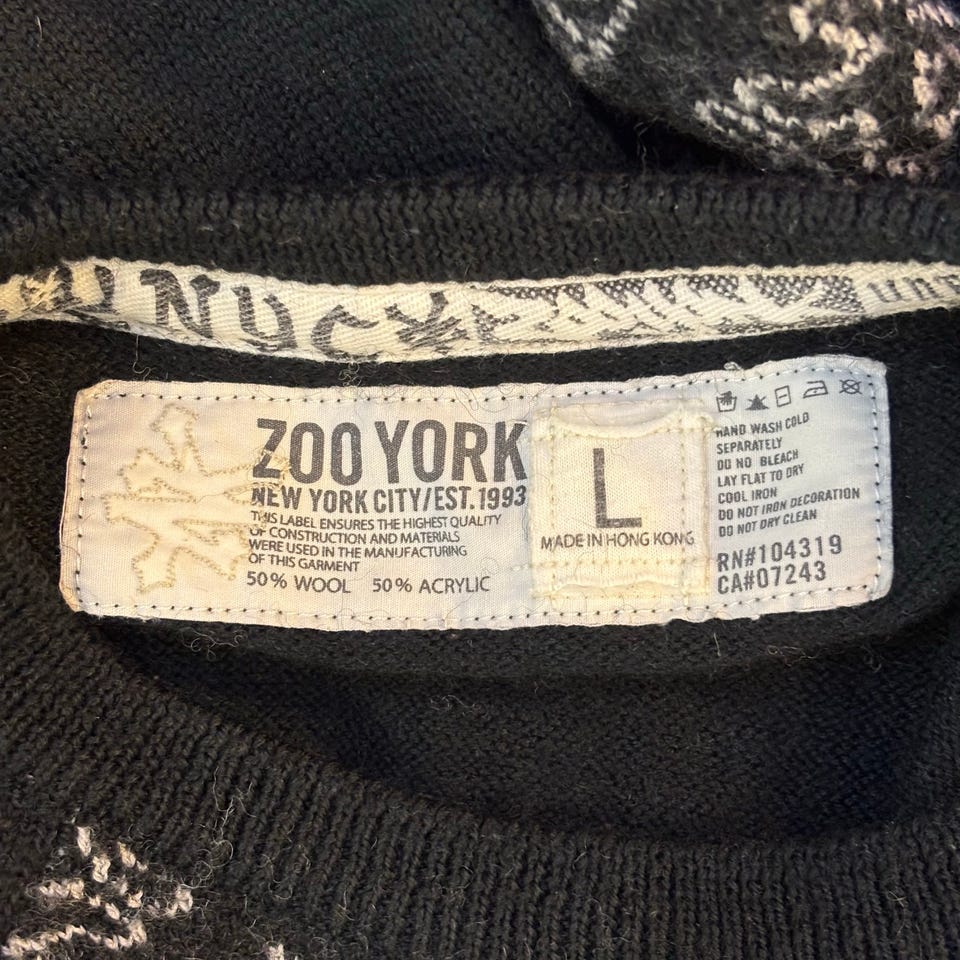 NYC
ZOO YORK
NEW YORK CITY/EST. 1993
THIS LABEL ENSURES THE HIGHEST QUALITY
OF CONSTRUCTION AND MATERIALS
WERE USED IN THE MANUFACTURING
OF THIS GARMENT
50% WOOL 50% ACRYLIC
L
MADE IN HONG KONG
HAND WASH COLD
SEPARATELY
DO NO BLEACH
LAY FLAT TO DRY
COOL IRON
DO NOT IRON DECORATION
DO NOT DRY CLEAN
RN#104319
CA#07243